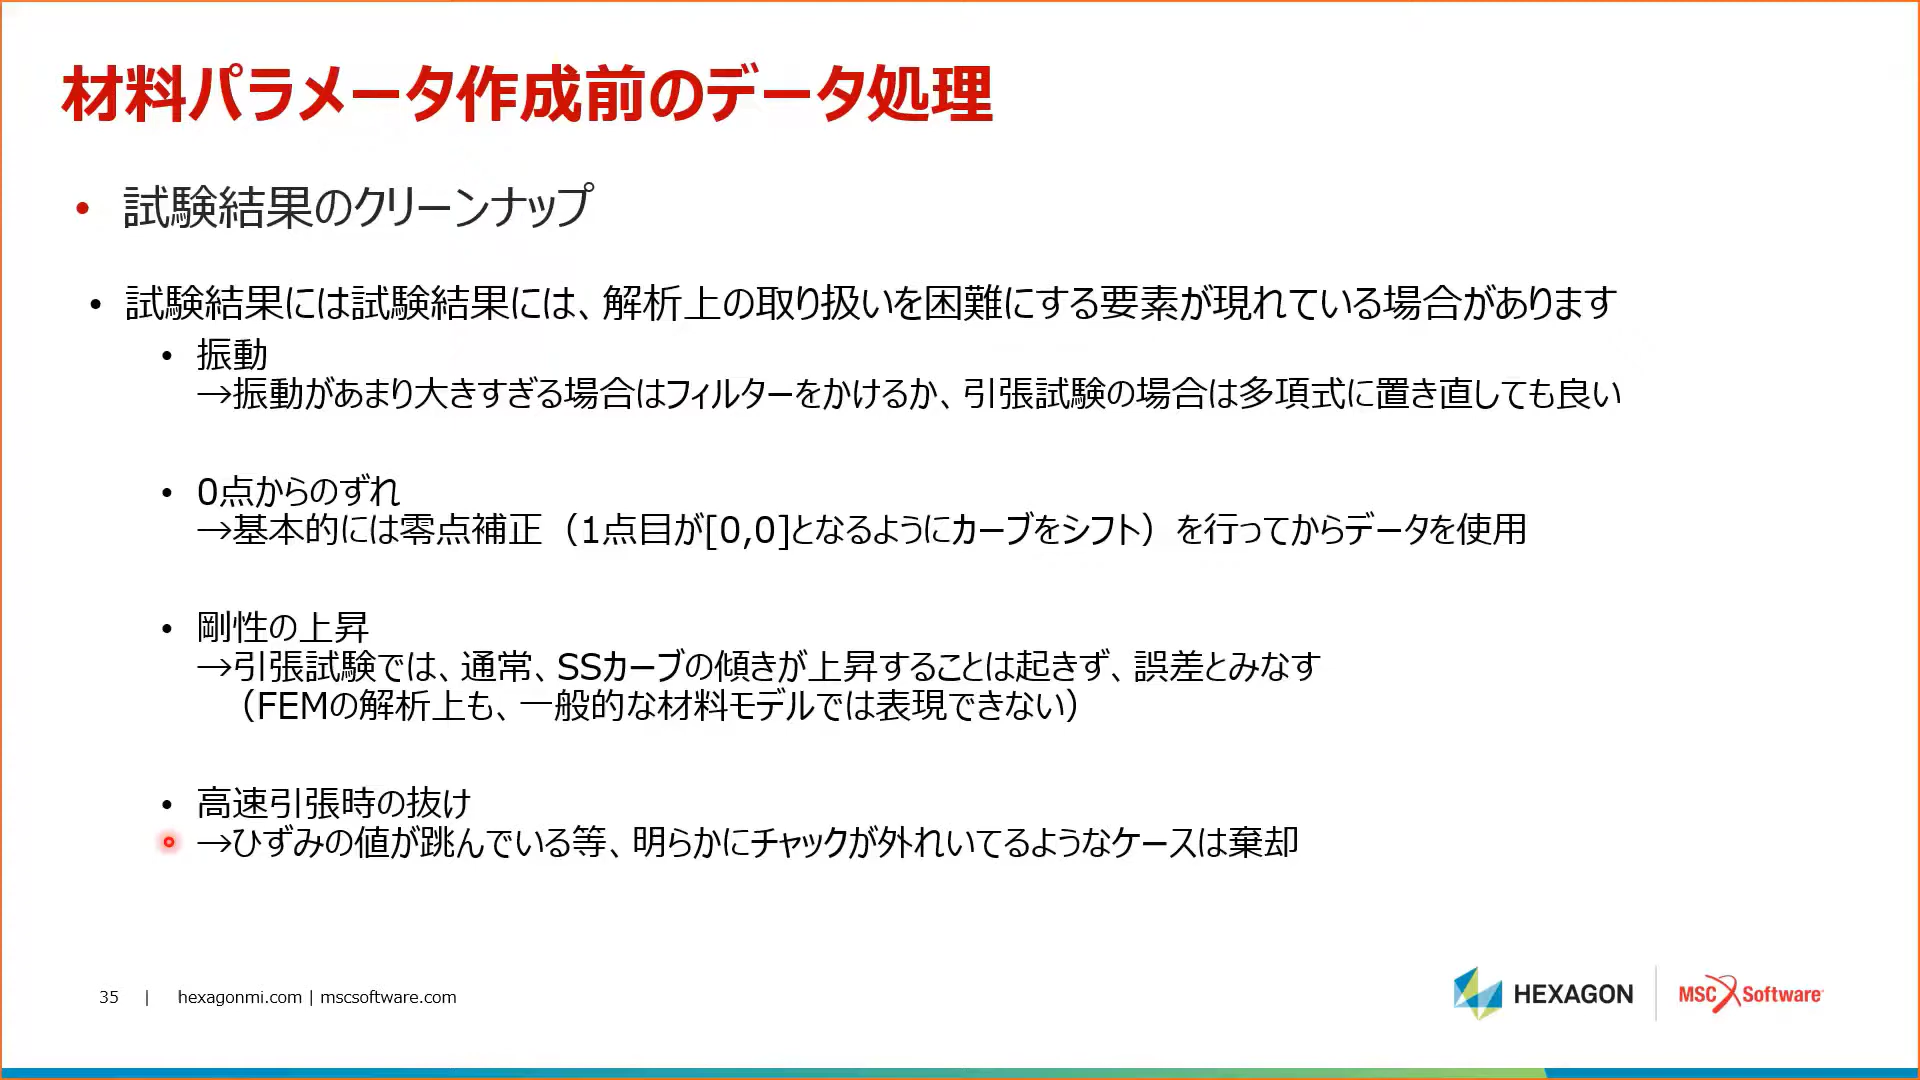 材料パラメータ作成前のデータ処理
• 試験結果のクリーンナップ
• 試験結果には試験結果には、解析上の取り扱いを困難にする要素が現れている場合があります
• 振動
→振動があまり大きすぎる場合はフィルターをかけるか、引張試験の場合は多項式に置き直しても良い
• 0点からのずれ
→基本的には零点補正（1点目が[0,0]となるようにカーブをシフト）を行ってからデータを使用
• 剛性の上昇
→引張試験では、通常、SSカーブの傾きが上昇することは起きず、誤差とみなす
（FEMの解析上も、一般的な材料モデルでは表現できない）
• 高速引張時の抜け
→ひずみの値が跳んでいる等、明らかにチャックが外れいてるようなケースは棄却
35 | hexagonmi.com | mscsoftware.com
HEXAGON | MSC Software